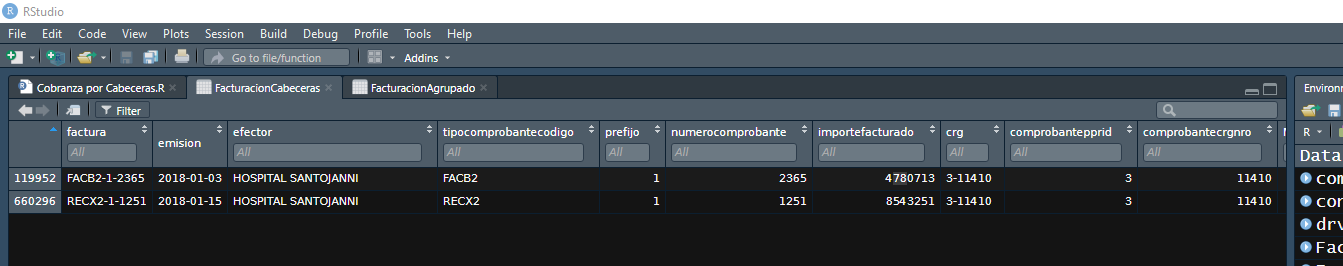 RStudio
File Edit Code View Plots Session Build Debug Profile Tools Help
Go to file/function Addins
Cobranza por Cabeceras.R FacturacionCabeceras FacturacionAgrupado
Filter
factura emision efector tipocomprobantecodigo prefijo numerocomprobante importefacturado crg comprobantepprid comprobantecrgnro
All All All All All All All All All
119952 FACB2-1-2365 2018-01-03 HOSPITAL SANTOJANNI FACB2 1 2365 4780713 3-11410 3 11410
660296 RECX2-1-1251 2018-01-15 HOSPITAL SANTOJANNI RECX2 1 1251 8543251 3-11410 3 11410
Environ
R
Data
com
con
drv
Fac